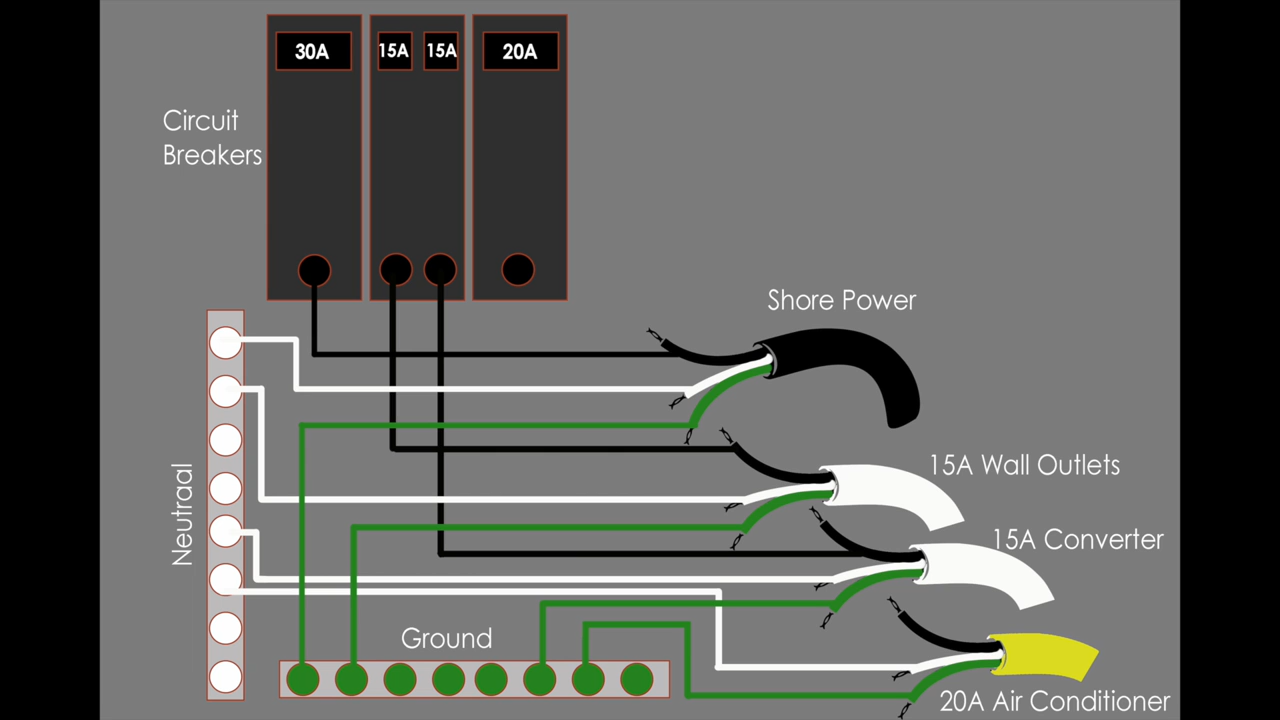 30A
15A
15A
20A
Circuit
Breakers
Shore Power
15A Wall Outlets
15A Converter
Neutraal
Ground
20A Air Conditioner